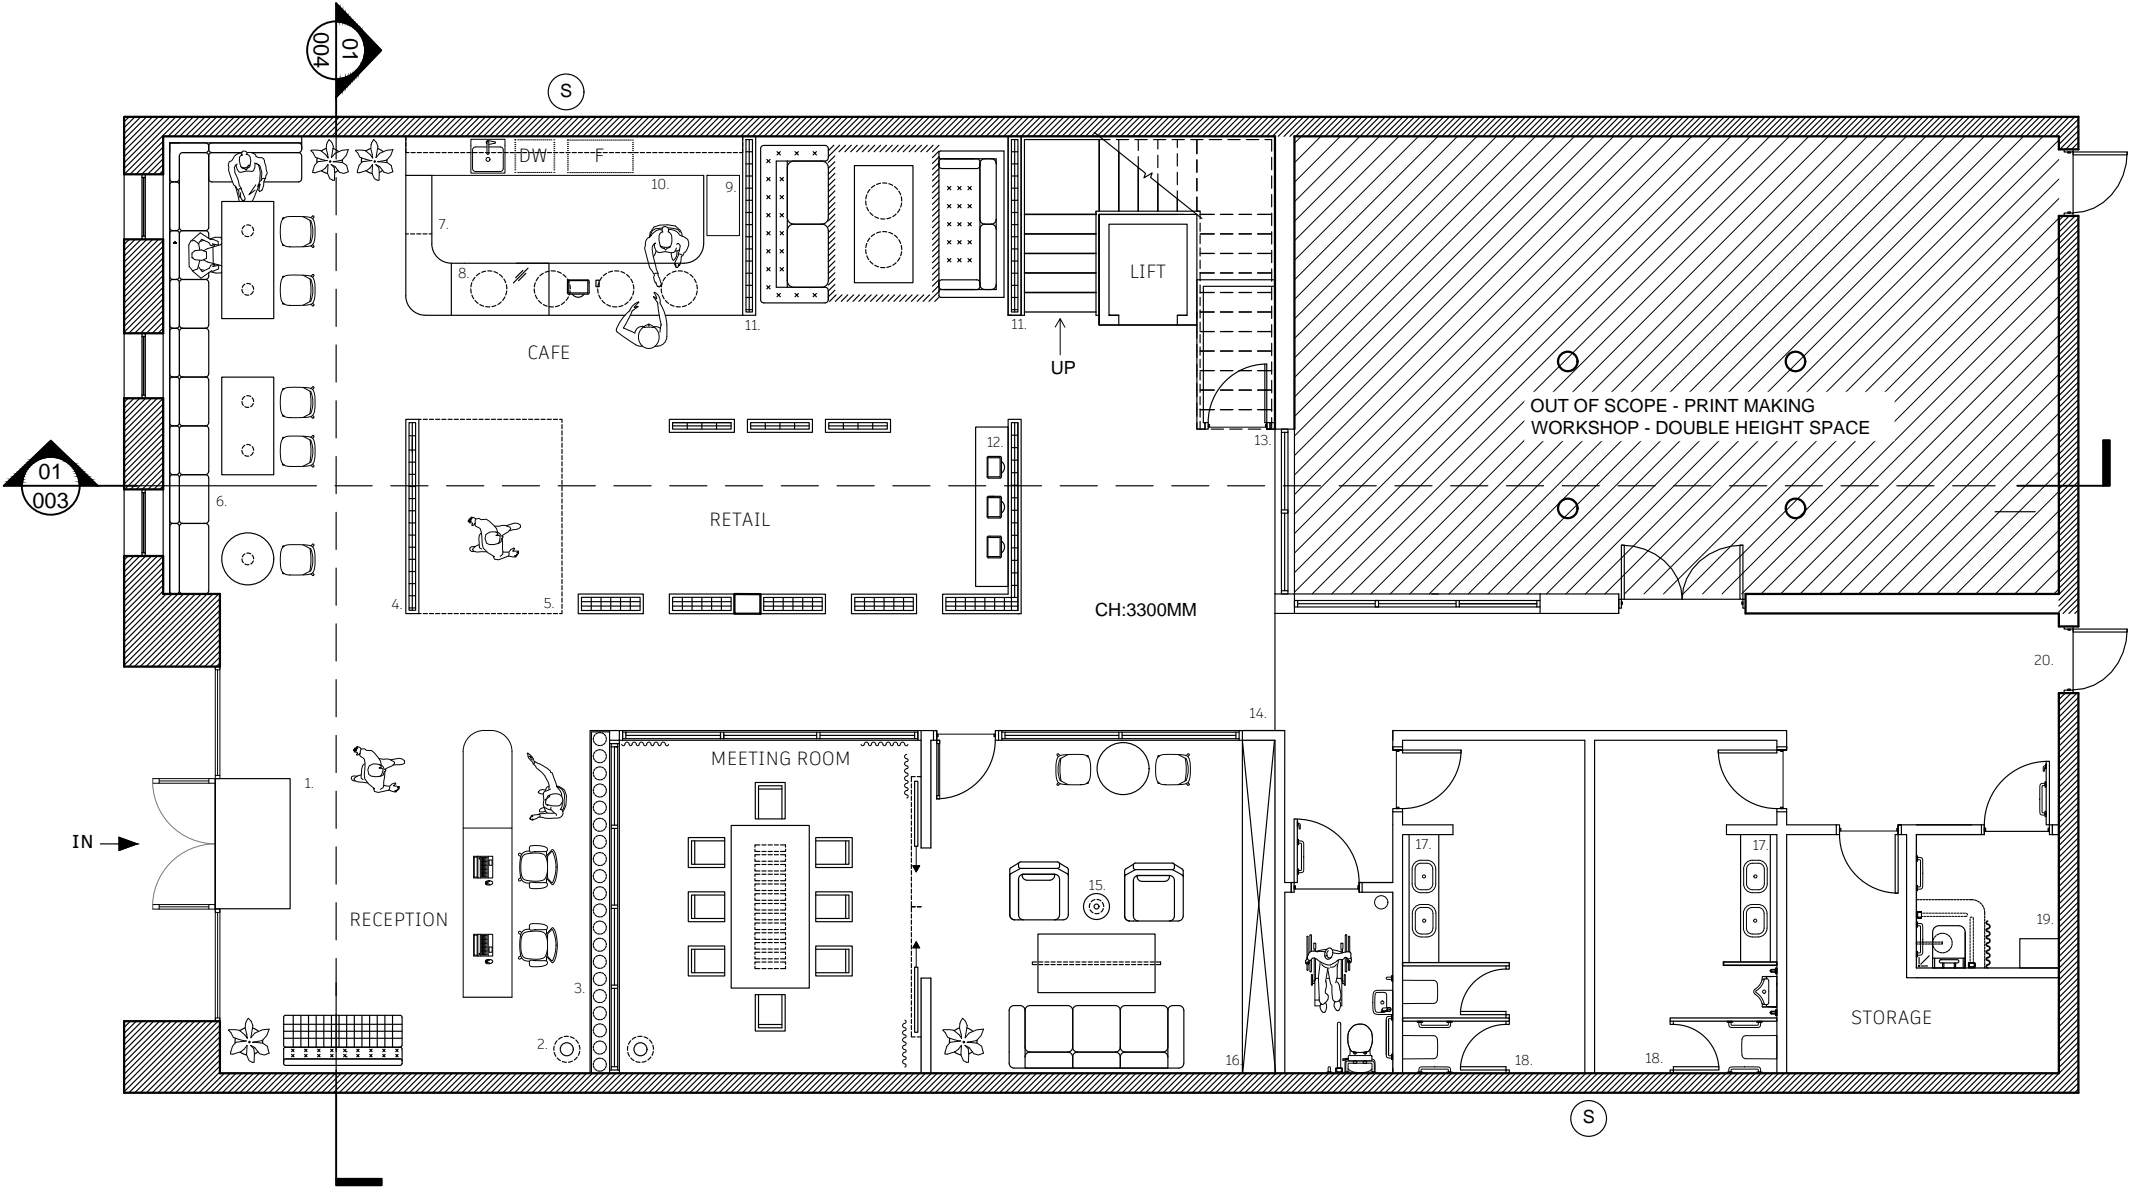 01
004
S
DW
F
10.
9.
7.
8.
LIFT
11.
11.
CAFE
UP
OUT OF SCOPE - PRINT MAKING
WORKSHOP - DOUBLE HEIGHT SPACE
12.
13.
01
003
6.
RETAIL
4.
5.
CH:3300MM
20.
14.
MEETING ROOM
1.
IN
17.
17.
15.
RECEPTION
19.
3.
STORAGE
2.
16.
18.
18.
S